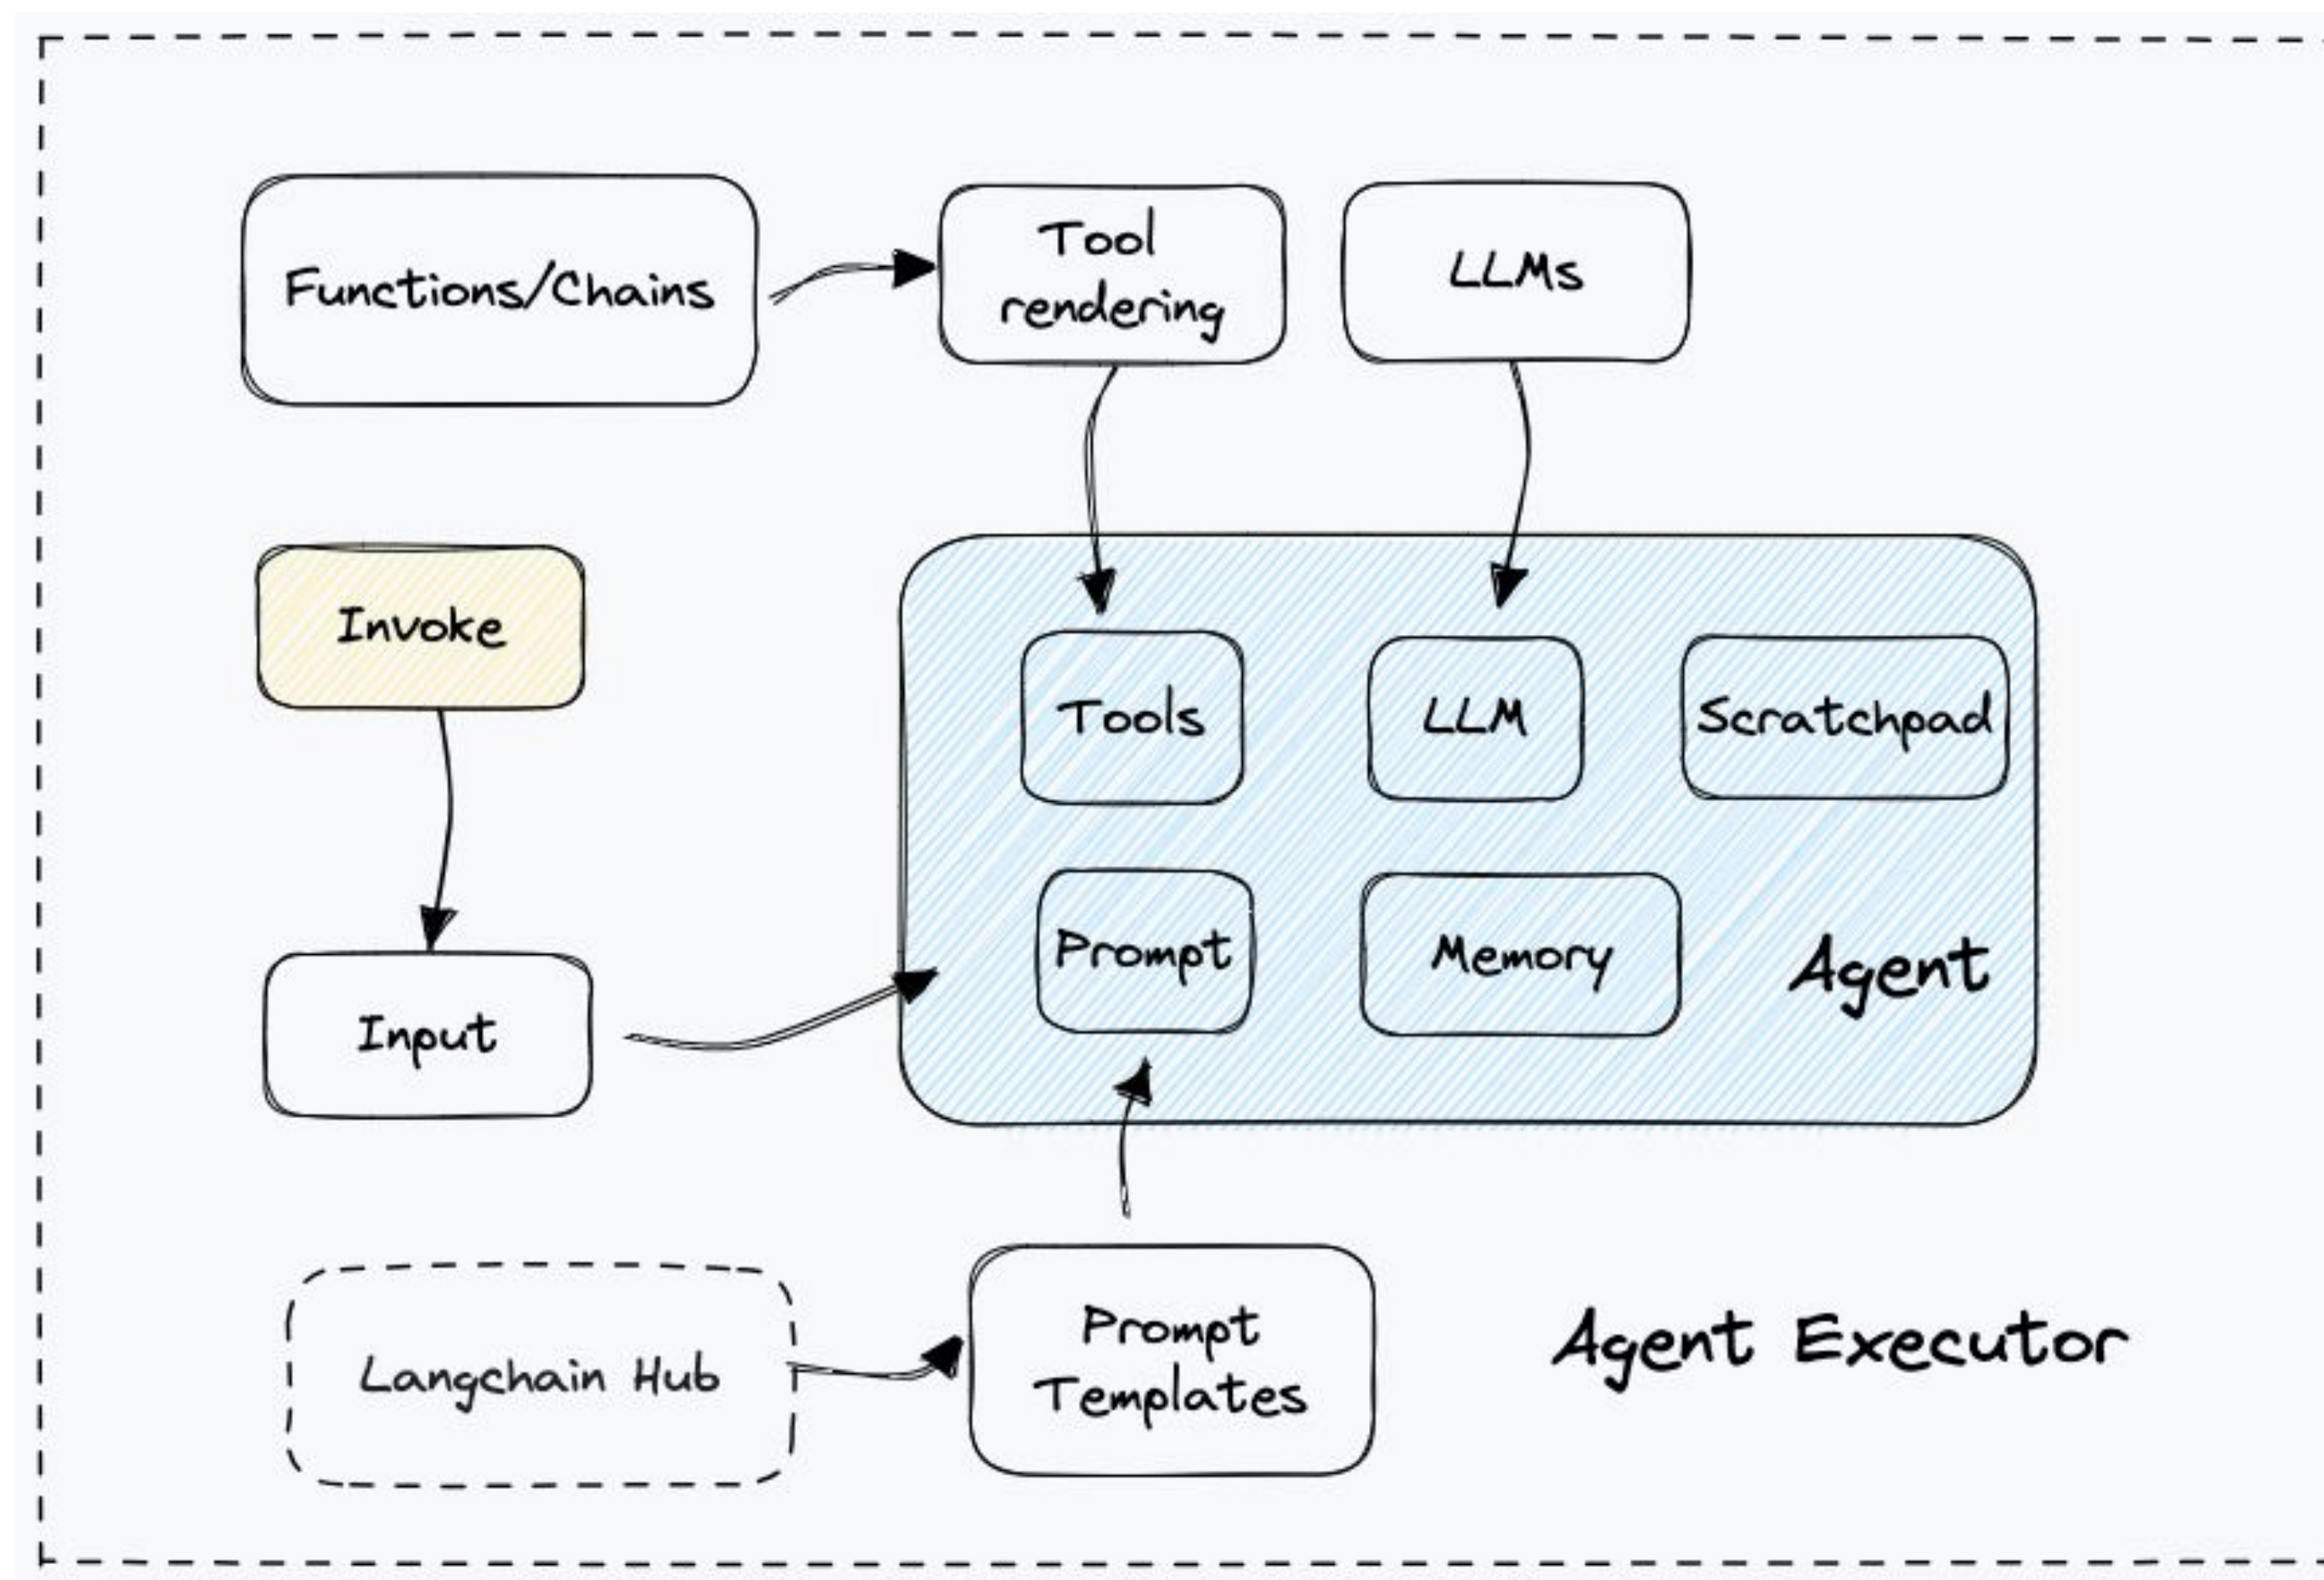 Functions/Chains
Tool
rendering
LLMs
Invoke
Tools
LLM
Scratchpad
Prompt
Memory
Agent
Input
Langchain Hub
Prompt
Templates
Agent Executor